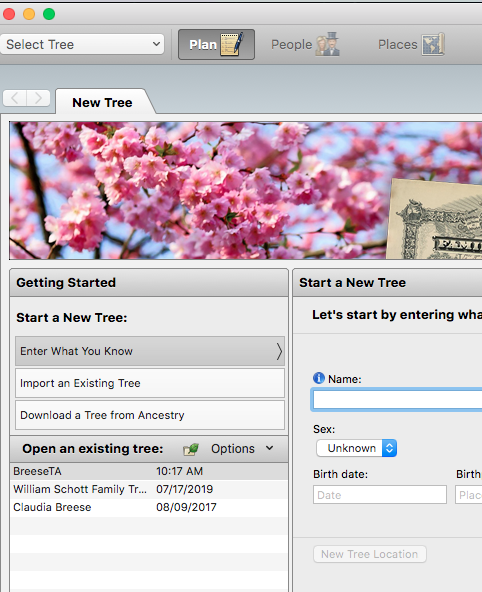 Select Tree
Plan
People
Places
New Tree
Getting Started
Start a New Tree:
Enter What You Know
Import an Existing Tree
Download a Tree from Ancestry
Open an existing tree: Options
BreeseTA 10:17 AM
William Schott Family Tr... 07/17/2019
Claudia Breese 08/09/2017
Start a New Tree
Let's start by entering wha
Name:
Sex:
Unknown
Birth date: Birth
Date Plac
New Tree Location